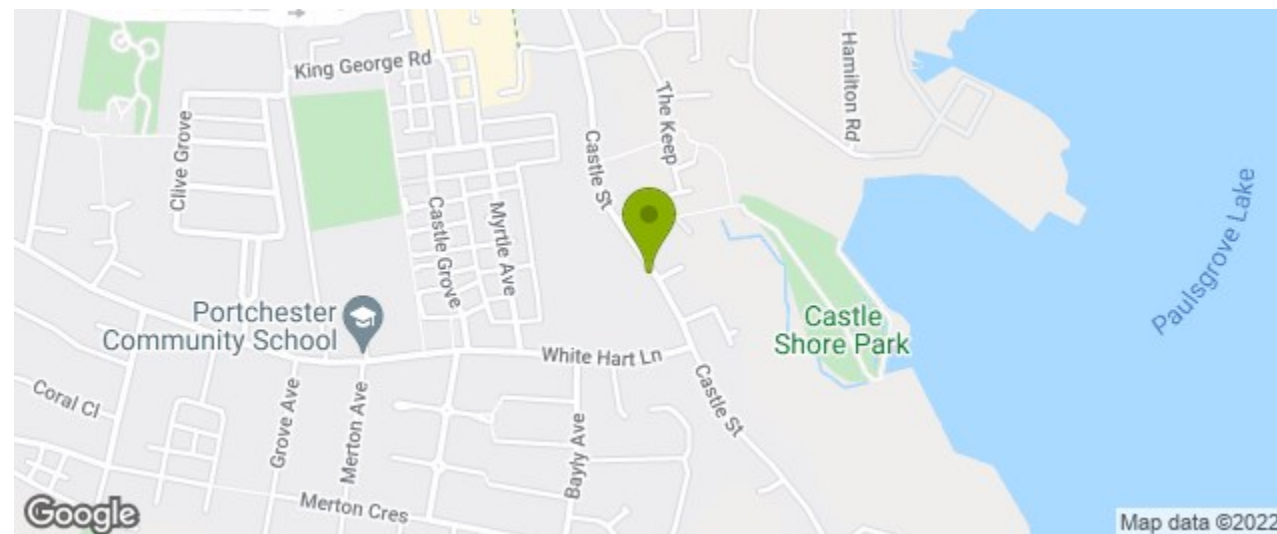 King George Rd
Hamilton Rd
The Keep
Castle St
Clive Grove
Castle Grove
Myrtle Ave
Paulsgrove Lake
Portchester
Community School
Castle
Shore Park
White Hart Ln
Castle St
Coral Cl
Grove Ave
Merton Ave
Bayly Ave
Merton Cres
Google
Map data ©2022